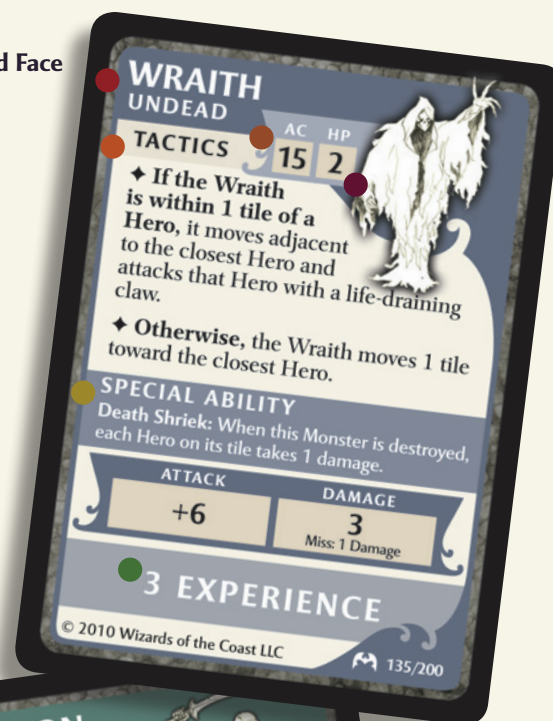 d Face
WRAITH
UNDEAD
AC HP
TACTICS
15 2
✦ If the Wraith
is within 1 tile of a
Hero, it moves adjacent
to the closest Hero and
attacks that Hero with a life-draining
claw.
✦ Otherwise, the Wraith moves 1 tile
toward the closest Hero.
SPECIAL ABILITY
Death Shriek: When this Monster is destroyed,
each Hero on its tile takes 1 damage.
ATTACK DAMAGE
+6 3
Miss: 1 Damage
3 EXPERIENCE
© 2010 Wizards of the Coast LLC
135/200
ON